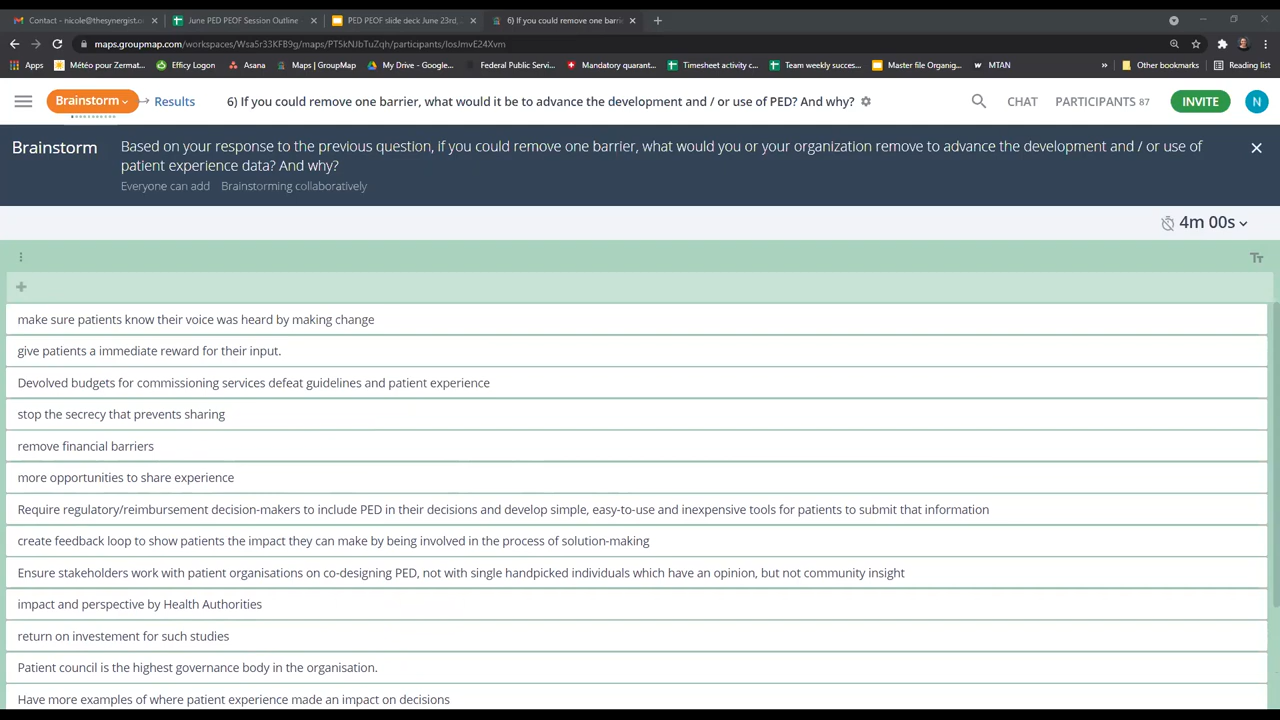 Contact - nicole@thesynergist.or
June PED PEOF Session Outline
PED PEOF slide deck June 23rd,
6) If you could remove one barrie
maps.groupmap.com/workspaces/Wsa5r33KFB9g/maps/PT5kNJbTuZqh/participants/IosJmvE24Xvm
Apps
Météo pour Zermat...
Efficy Logon
Asana
Maps | GroupMap
My Drive - Google...
Federal Public Servi...
Mandatory quarant...
Timesheet activity c...
Team weekly succes...
Master file Organig...
MTAN
»
Other bookmarks
Reading list
Brainstorm
Results
6) If you could remove one barrier, what would it be to advance the development and / or use of PED? And why?
CHAT
PARTICIPANTS 87
INVITE
N
Brainstorm
Based on your response to the previous question, if you could remove one barrier, what would you or your organization remove to advance the development and / or use of
patient experience data? And why?
Everyone can add Brainstorming collaboratively
4m 00s
Tт
make sure patients know their voice was heard by making change
give patients a immediate reward for their input.
Devolved budgets for commissioning services defeat guidelines and patient experience
stop the secrecy that prevents sharing
remove financial barriers
more opportunities to share experience
Require regulatory/reimbursement decision-makers to include PED in their decisions and develop simple, easy-to-use and inexpensive tools for patients to submit that information
create feedback loop to show patients the impact they can make by being involved in the process of solution-making
Ensure stakeholders work with patient organisations on co-designing PED, not with single handpicked individuals which have an opinion, but not community insight
impact and perspective by Health Authorities
return on investement for such studies
Patient council is the highest governance body in the organisation.
Have more examples of where patient experience made an impact on decisions